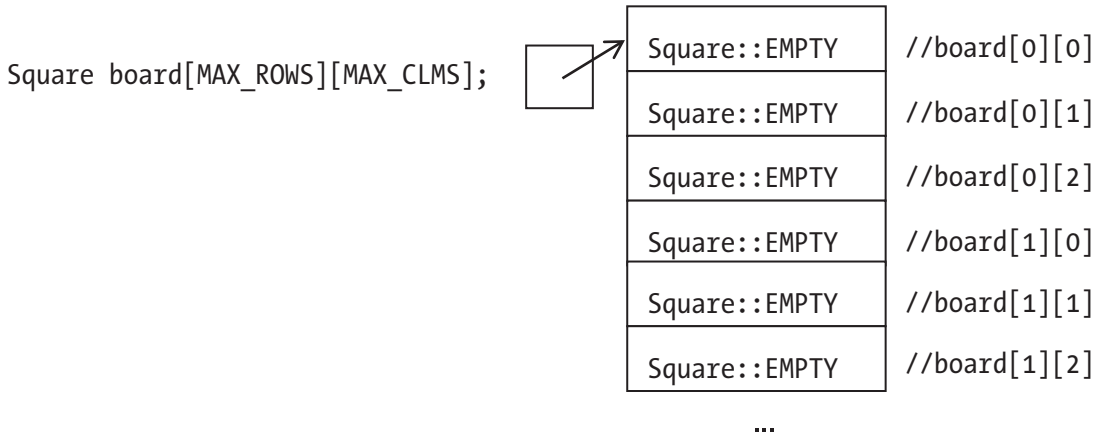 Square::EMPTY //board[0][0]
Square board[MAX_ROWS][MAX_CLMS];
Square::EMPTY //board[0][1]
Square::EMPTY //board[0][2]
Square::EMPTY //board[1][0]
Square::EMPTY //board[1][1]
Square::EMPTY //board[1][2]
...